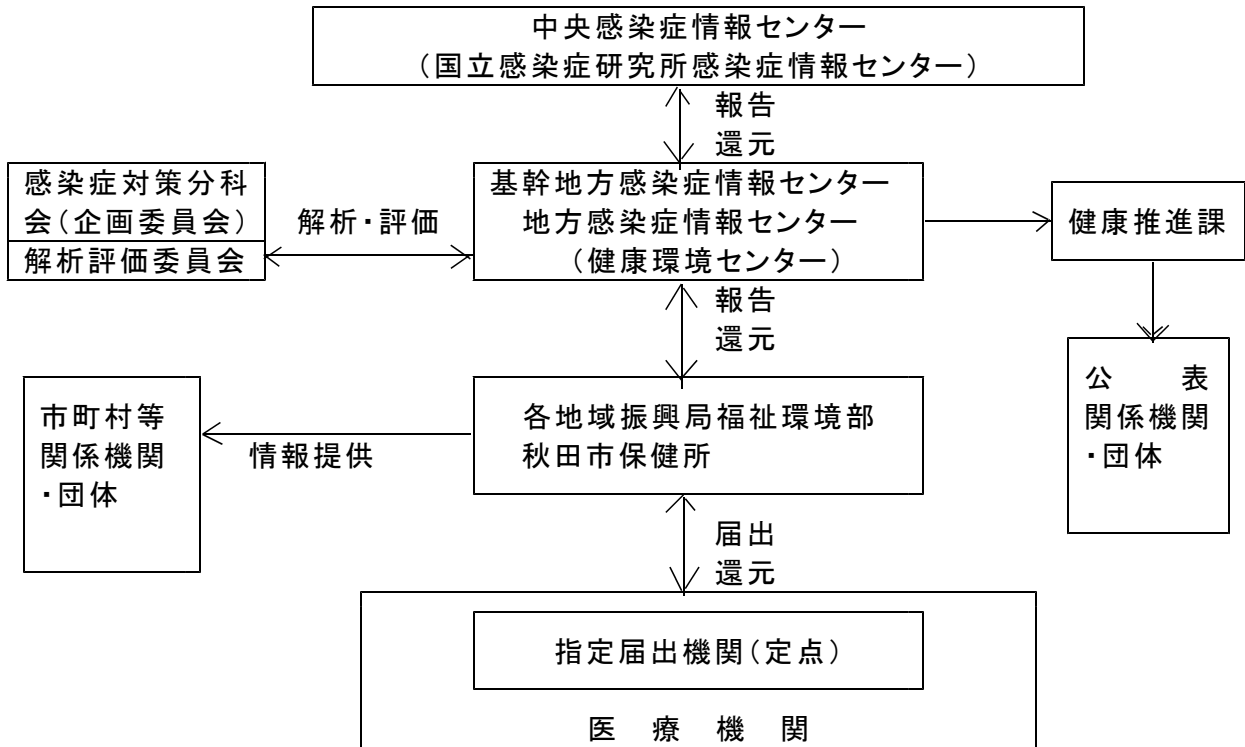 中央感染症情報センター
（国立感染症研究所感染症情報センター）
報告
還元
感染症対策分科
会（企画委員会）
解析評価委員会
解析・評価
基幹地方感染症情報センター
地方感染症情報センター
（健康環境センター）
健康推進課
報告
還元
市町村等
関係機関
・団体
情報提供
各地域振興局福祉環境部
秋田市保健所
公　表
関係機関
・団体
届出
還元
指定届出機関（定点）
医 療 機 関